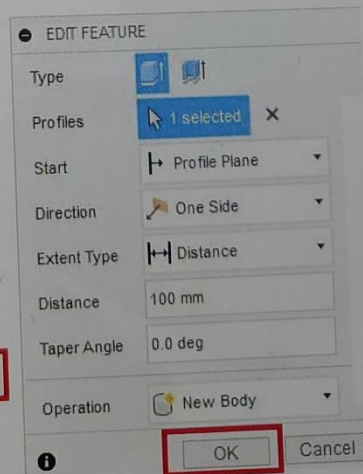 EDIT FEATURE
Type
Profiles 1 selected
Start Profile Plane
Direction One Side
Extent Type Distance
Distance 100 mm
Taper Angle 0.0 deg
Operation New Body
OK Cancel